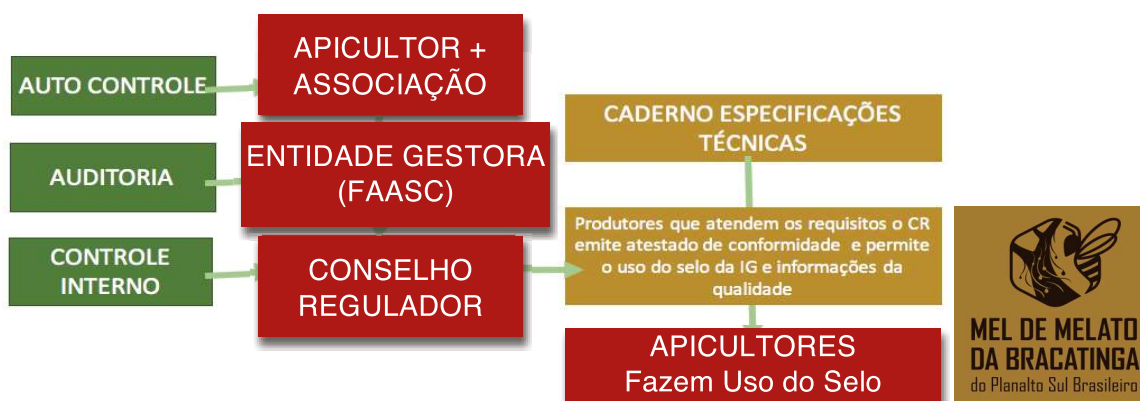 AUTO CONTROLE
APICULTOR +
ASSOCIAÇÃO
AUDITORIA
ENTIDADE GESTORA
(FAASC)
CONTROLE
INTERNO
CONSELHO
REGULADOR
CADERNO ESPECIFICAÇÕES
TÉCNICAS
Produtores que atendem os requisitos o CR
emite atestado de conformidade e permite
o uso do selo da IG e informações da
qualidade
APICULTORES
Fazem Uso do Selo
MEL DE MELATO
DA BRACATINGA
do Planalto Sul Brasileiro